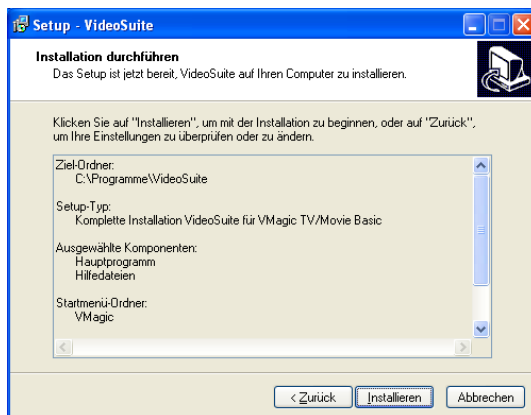 Setup - VideoSuite
Installation durchführen
Das Setup ist jetzt bereit, VideoSuite auf Ihren Computer zu installieren.
Klicken Sie auf "Installieren", um mit der Installation zu beginnen, oder auf "Zurück",
um Ihre Einstellungen zu überprüfen oder zu ändern.
Ziel-Ordner:
C:\Programme\VideoSuite
Setup-Typ:
Komplette Installation VideoSuite für VMagic TV/Movie Basic
Ausgewählte Komponenten:
Hauptprogramm
Hilfedateien
Startmenü-Ordner:
VMagic
< Zurück Installieren Abbrechen